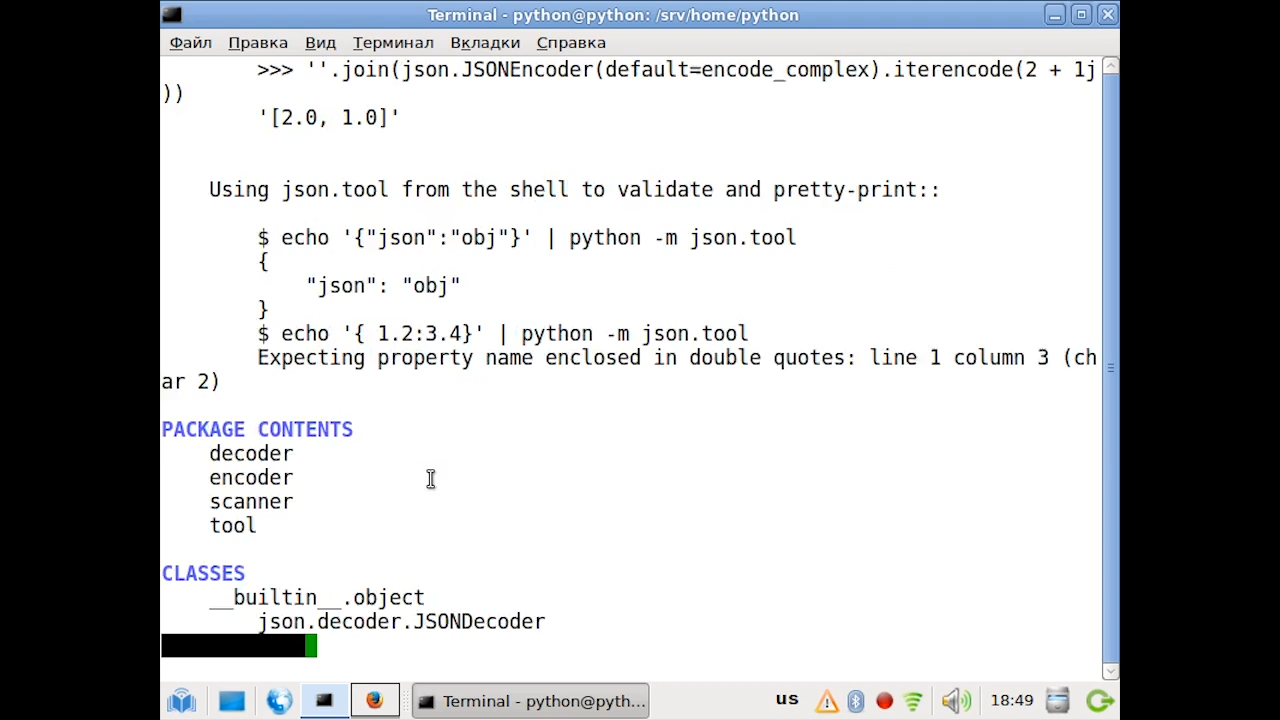 Terminal - python@python: /srv/home/python
Файл Правка Вид Терминал Вкладки Справка
>>> ''.join(json.JSONEncoder(default=encode_complex).iterencode(2 + 1j
))
'[2.0, 1.0]'
Using json.tool from the shell to validate and pretty-print::
$ echo '{"json":"obj"}' | python -m json.tool
{
"json": "obj"
}
$ echo '{ 1.2:3.4}' | python -m json.tool
Expecting property name enclosed in double quotes: line 1 column 3 (ch
ar 2)
PACKAGE CONTENTS
decoder
encoder
scanner
tool
CLASSES
__builtin__.object
json.decoder.JSONDecoder
Terminal - python@pyth... us 18:49